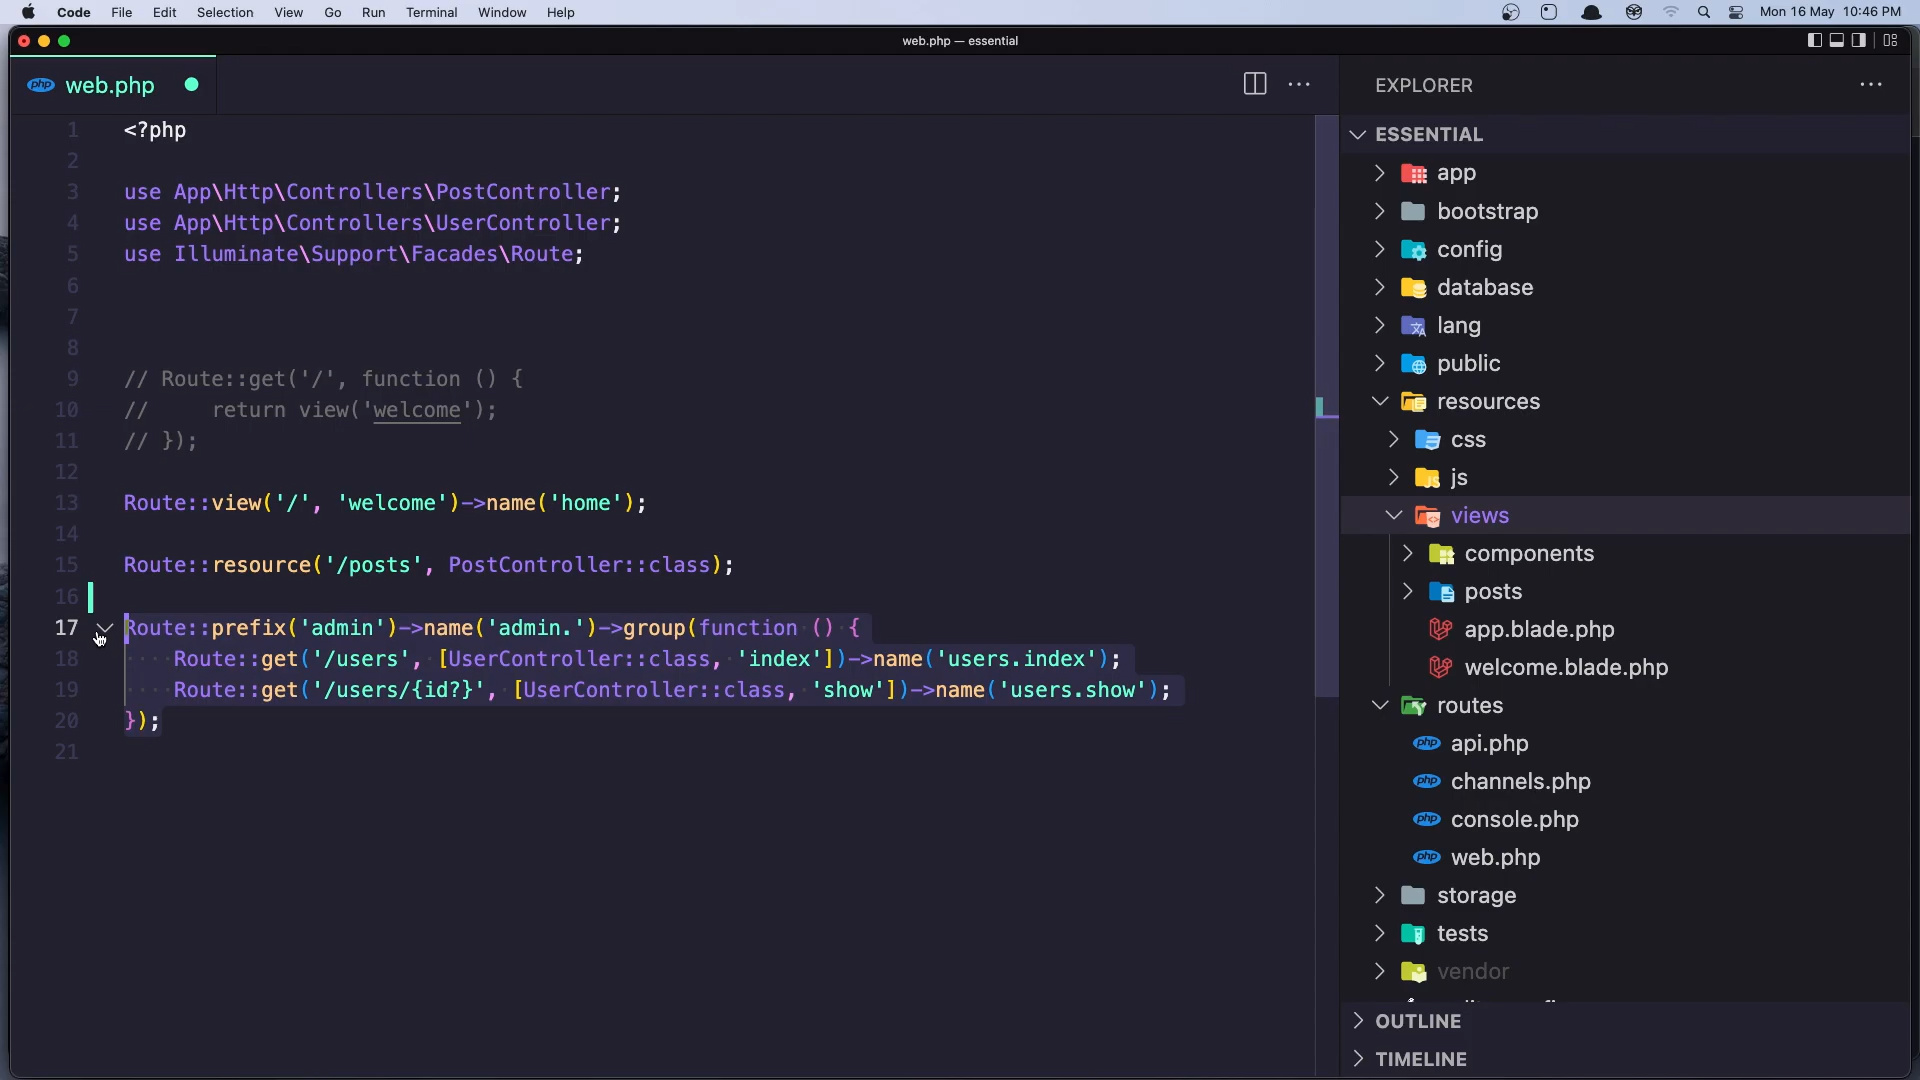 Code File Edit Selection View Go Run Terminal Window Help Mon 16 May 10:46 PM
web.php — essential
php web.php
EXPLORER
ESSENTIAL
1 <?php
2
3 use App\Http\Controllers\PostController;
4 use App\Http\Controllers\UserController;
5 use Illuminate\Support\Facades\Route;
6
7
8
9 // Route::get('/', function () {
10 //     return view('welcome');
11 // });
12
13 Route::view('/', 'welcome')->name('home');
14
15 Route::resource('/posts', PostController::class);
16
17 Route::prefix('admin')->name('admin.')->group(function () {
18     Route::get('/users', [UserController::class, 'index'])->name('users.index');
19     Route::get('/users/{id?}', [UserController::class, 'show'])->name('users.show');
20 });
21
app
bootstrap
config
database
lang
public
resources
css
js
views
components
posts
app.blade.php
welcome.blade.php
routes
php api.php
php channels.php
php console.php
php web.php
storage
tests
vendor
OUTLINE
TIMELINE